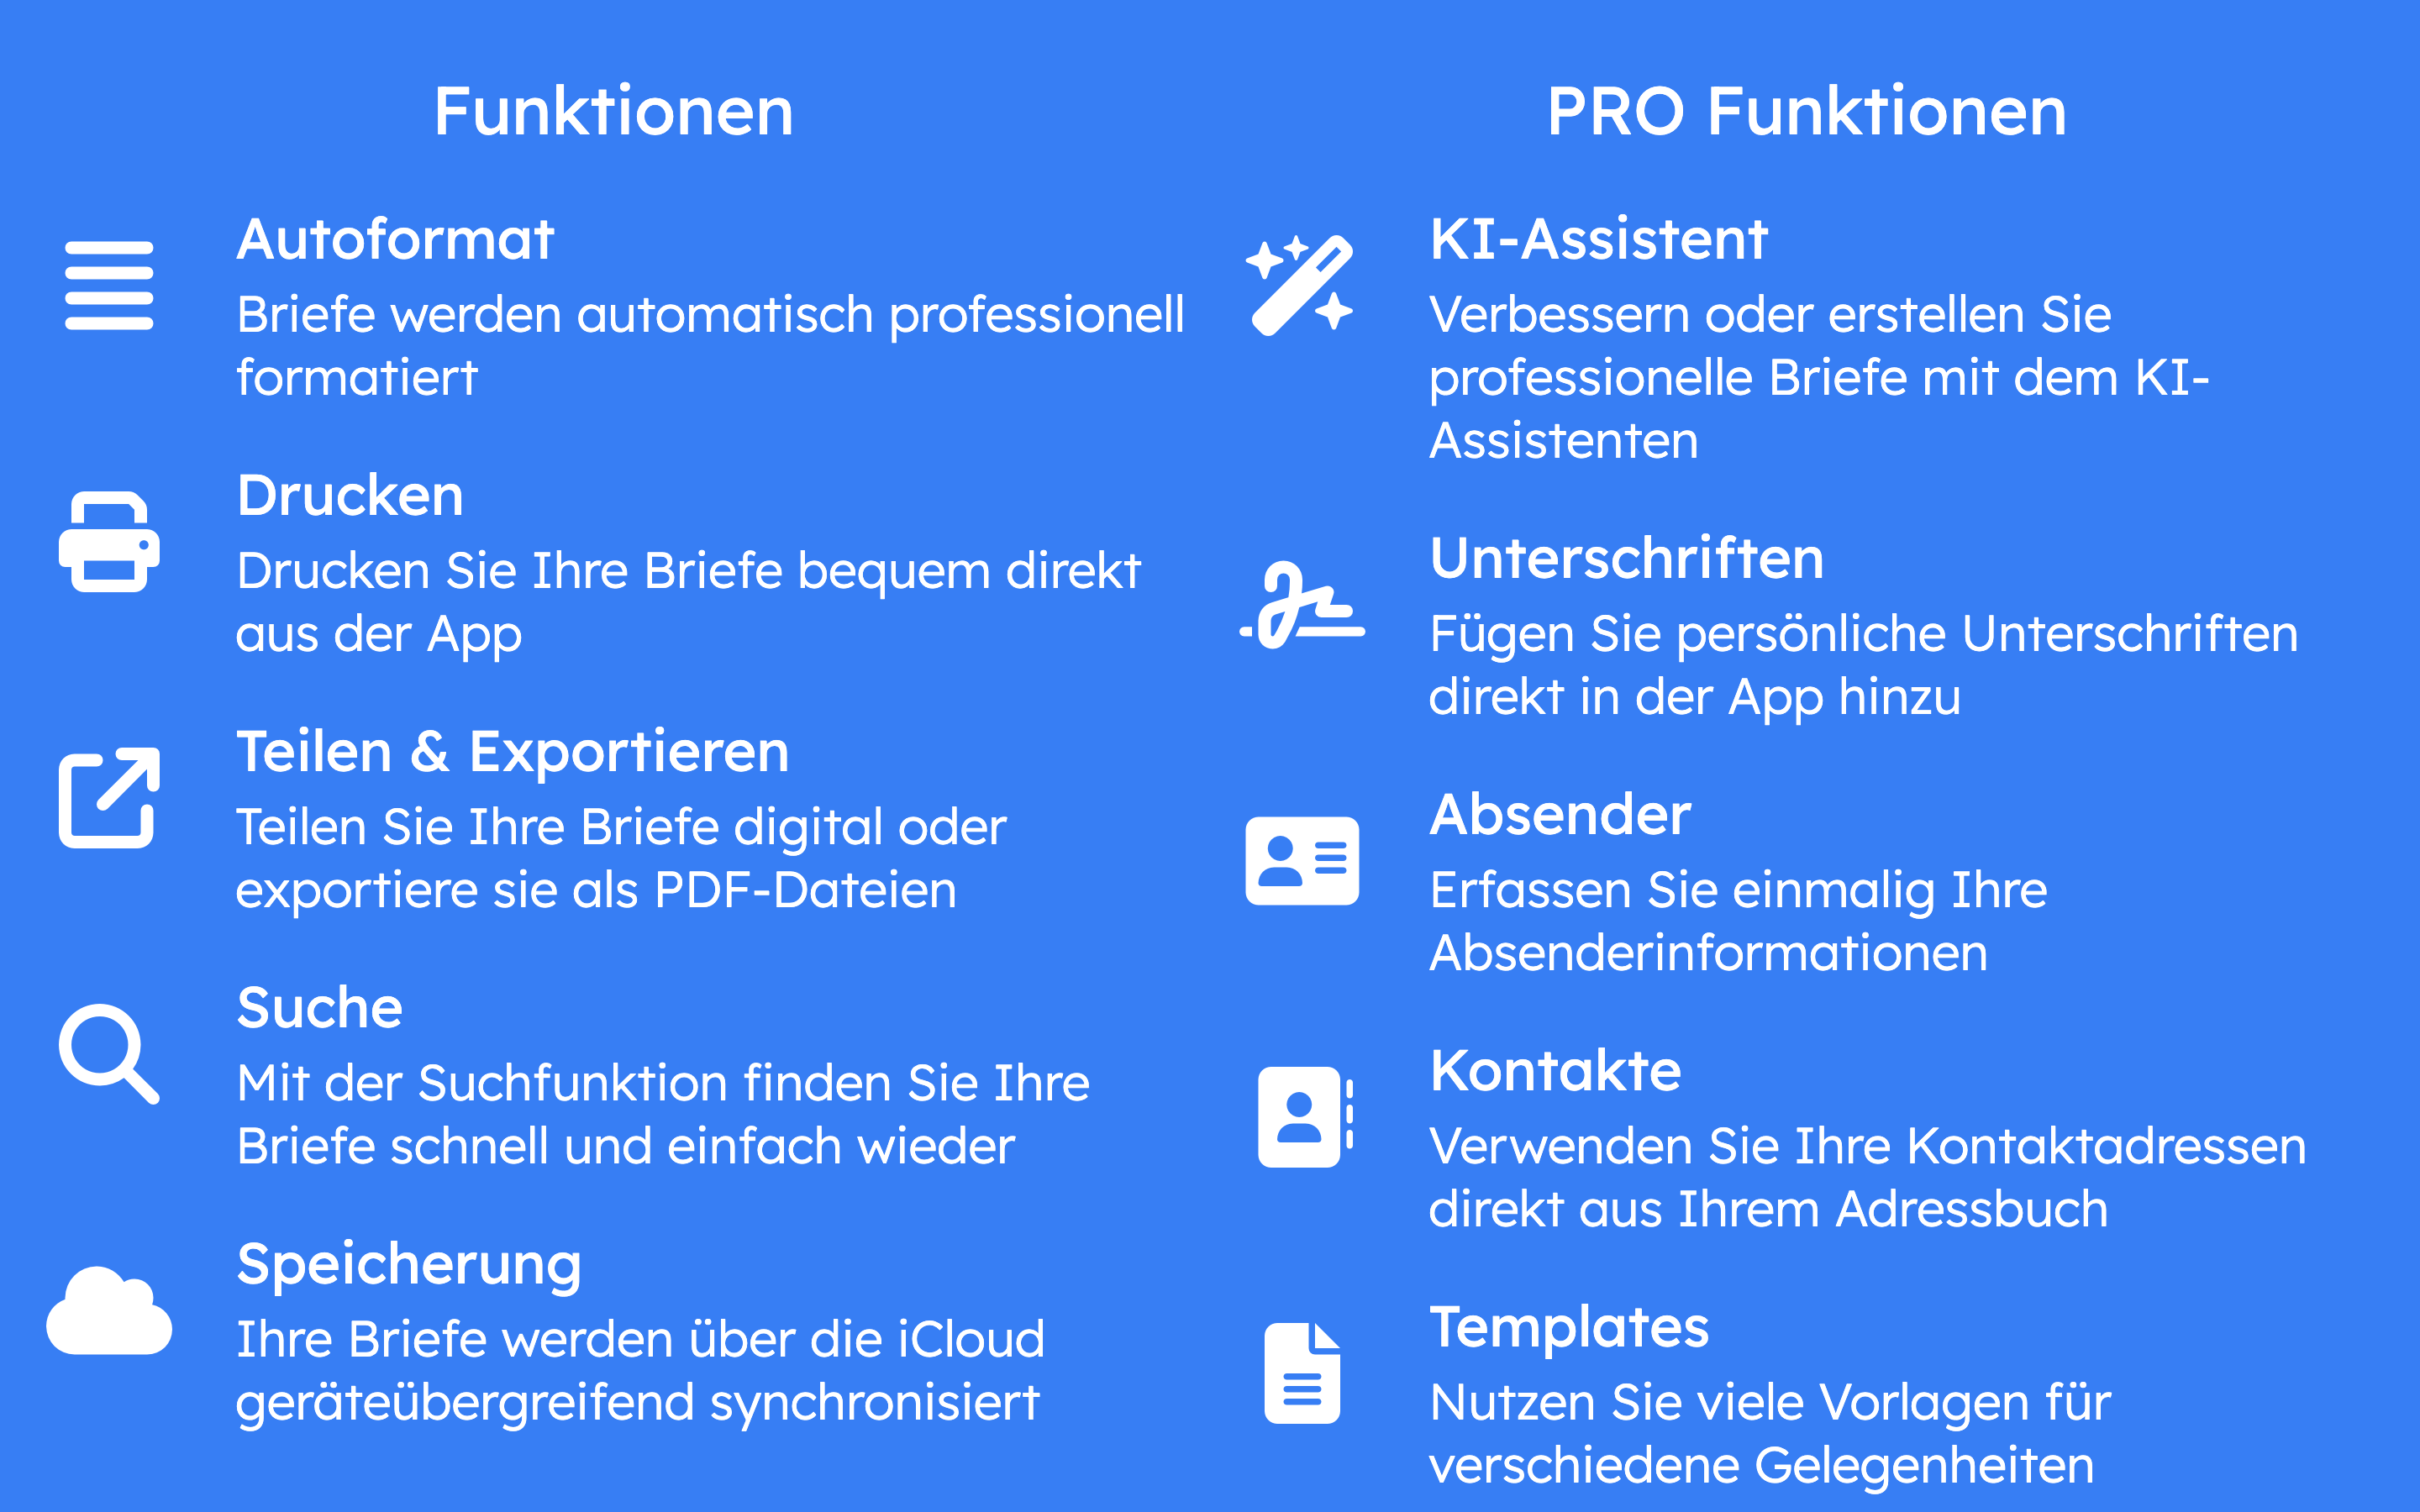 Funktionen
Autoformat
Briefe werden automatisch professionell
formatiert
Drucken
Drucken Sie Ihre Briefe bequem direkt
aus der App
Teilen & Exportieren
Teilen Sie Ihre Briefe digital oder
exportiere sie als PDF-Dateien
Suche
Mit der Suchfunktion finden Sie Ihre
Briefe schnell und einfach wieder
Speicherung
Ihre Briefe werden über die iCloud
geräteübergreifend synchronisiert
PRO Funktionen
KI-Assistent
Verbessern oder erstellen Sie
professionelle Briefe mit dem KI-
Assistenten
Unterschriften
Fügen Sie persönliche Unterschriften
direkt in der App hinzu
Absender
Erfassen Sie einmalig Ihre
Absenderinformationen
Kontakte
Verwenden Sie Ihre Kontaktadressen
direkt aus Ihrem Adressbuch
Templates
Nutzen Sie viele Vorlagen für
verschiedene Gelegenheiten